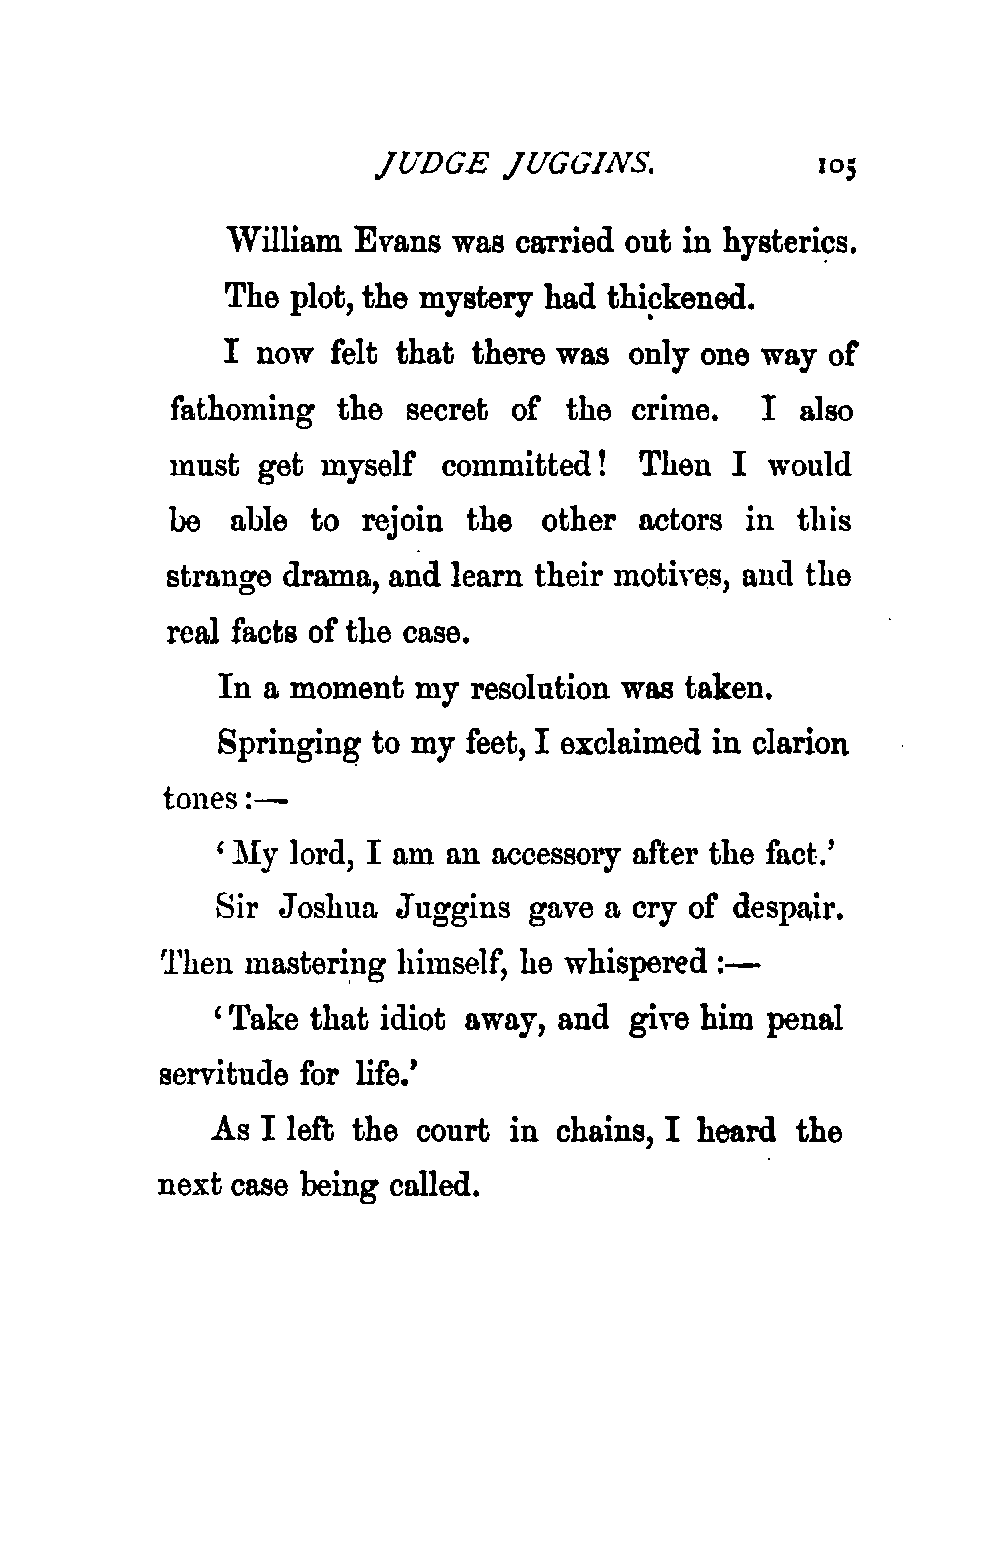 JUDGE JUGGINS. 105
William Evans was carried out in hysterics.
The plot, the mystery had thickened.
I now felt that there was only one way of
fathoming the secret of the crime. I also
must get myself committed! Then I would
be able to rejoin the other actors in this
strange drama, and learn their motives, and the
real facts of the case.
In a moment my resolution was taken.
Springing to my feet, I exclaimed in clarion
tones:—
‘My lord, I am an accessory after the fact.’
Sir Joshua Juggins gave a cry of despair.
Then mastering himself, he whispered:—
‘Take that idiot away, and give him penal
servitude for life.’
As I left the court in chains, I heard the
next case being called.